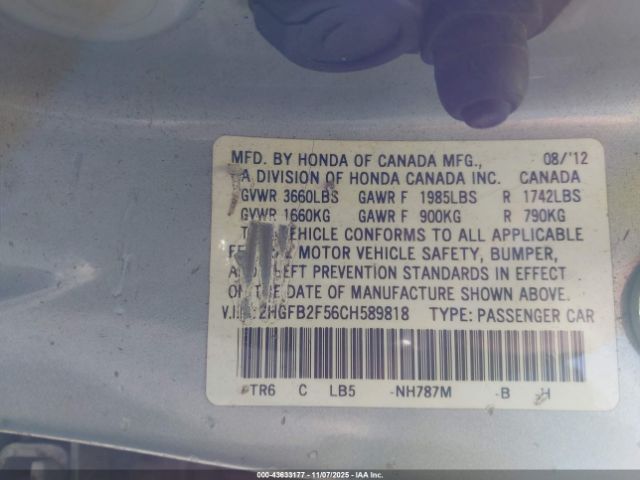 MFD. BY HONDA OF CANADA MFG., 08/'12
A DIVISION OF HONDA CANADA INC. CANADA
GVWR 3660LBS GAWR F 1985LBS R 1742LBS
GVWR 1660KG GAWR F 900KG R 790KG
VEHICLE CONFORMS TO ALL APPLICABLE
MOTOR VEHICLE SAFETY, BUMPER,
THEFT PREVENTION STANDARDS IN EFFECT
ON THE DATE OF MANUFACTURE SHOWN ABOVE.
2HGFB2F56CH589818 TYPE: PASSENGER CAR
TR6 C LB5 -NH787M -B H
© -- 43633177 -- 11/07/2025 -- IAA Inc.